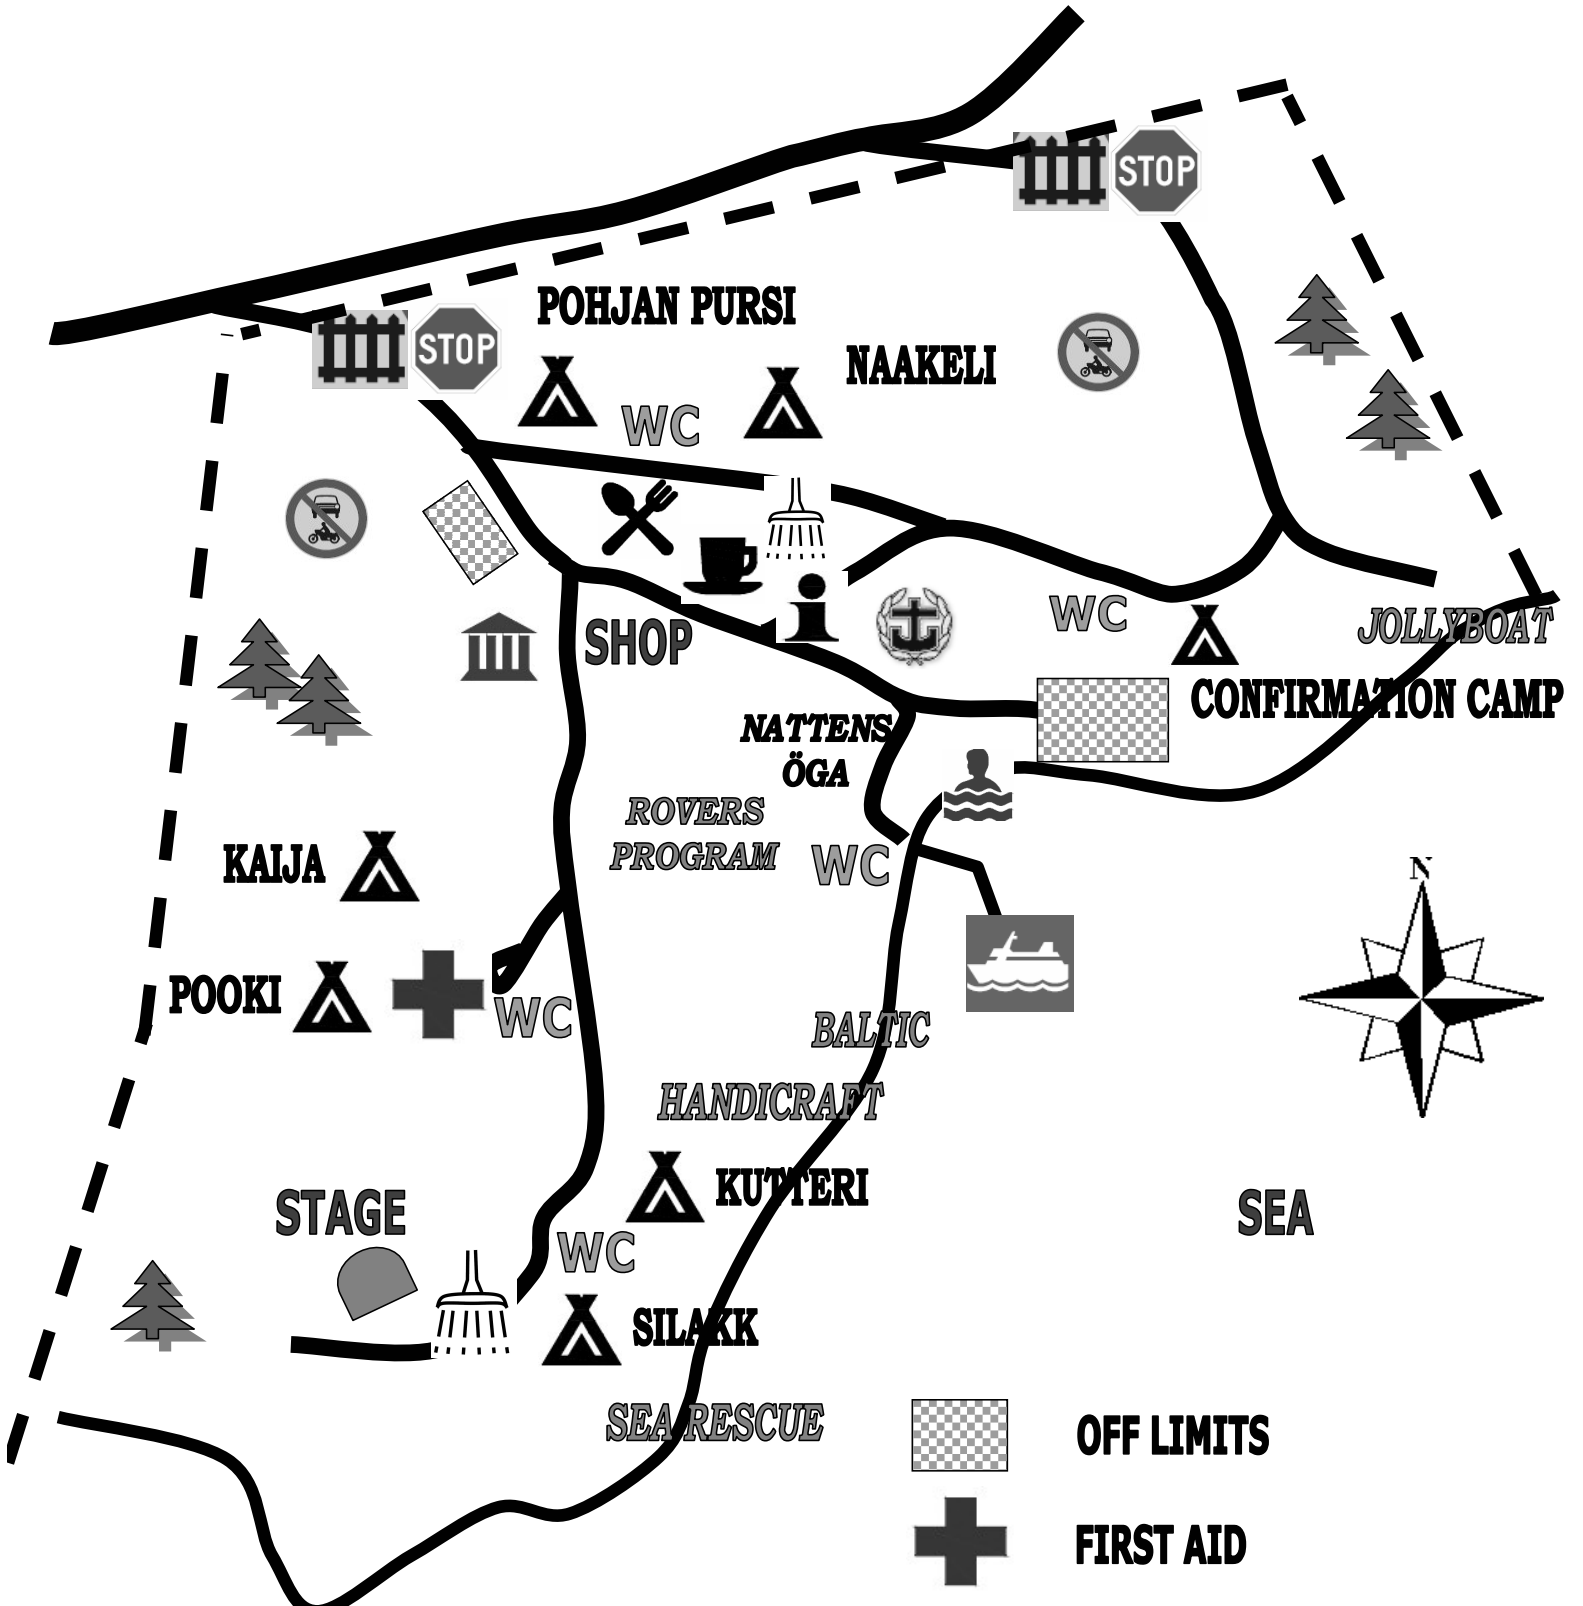 STOP
POHJAN PURSI
STOP
NAAKELI
WC
WC
JOLLYBOAT
SHOP
CONFIRMATION CAMP
NATTENS
ÖGA
ROVERS
PROGRAM
KAIJA
WC
N
POOKI
WC
BALTIC
HANDICRAFT
KUTTERI
STAGE
SEA
WC
SILAKK
SEA RESCUE
OFF LIMITS
FIRST AID